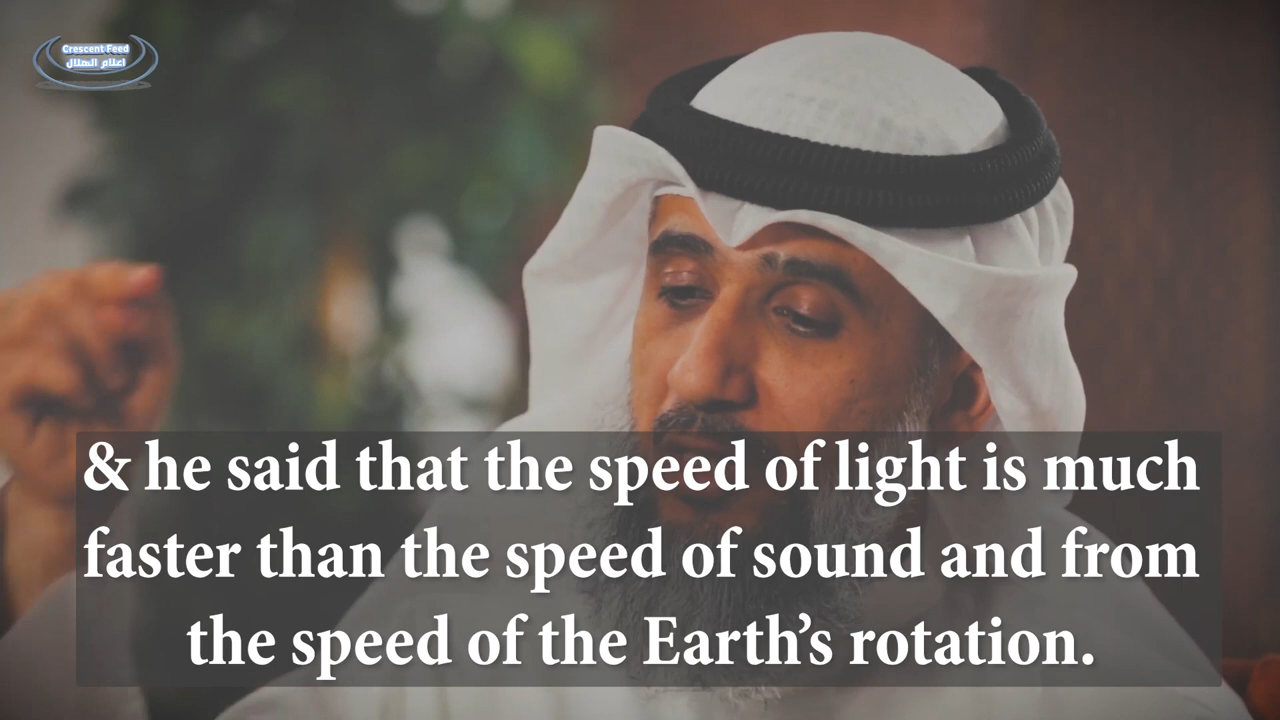 Crescent Feed
اعلام الهلال
& he said that the speed of light is much
faster than the speed of sound and from
the speed of the Earth’s rotation.